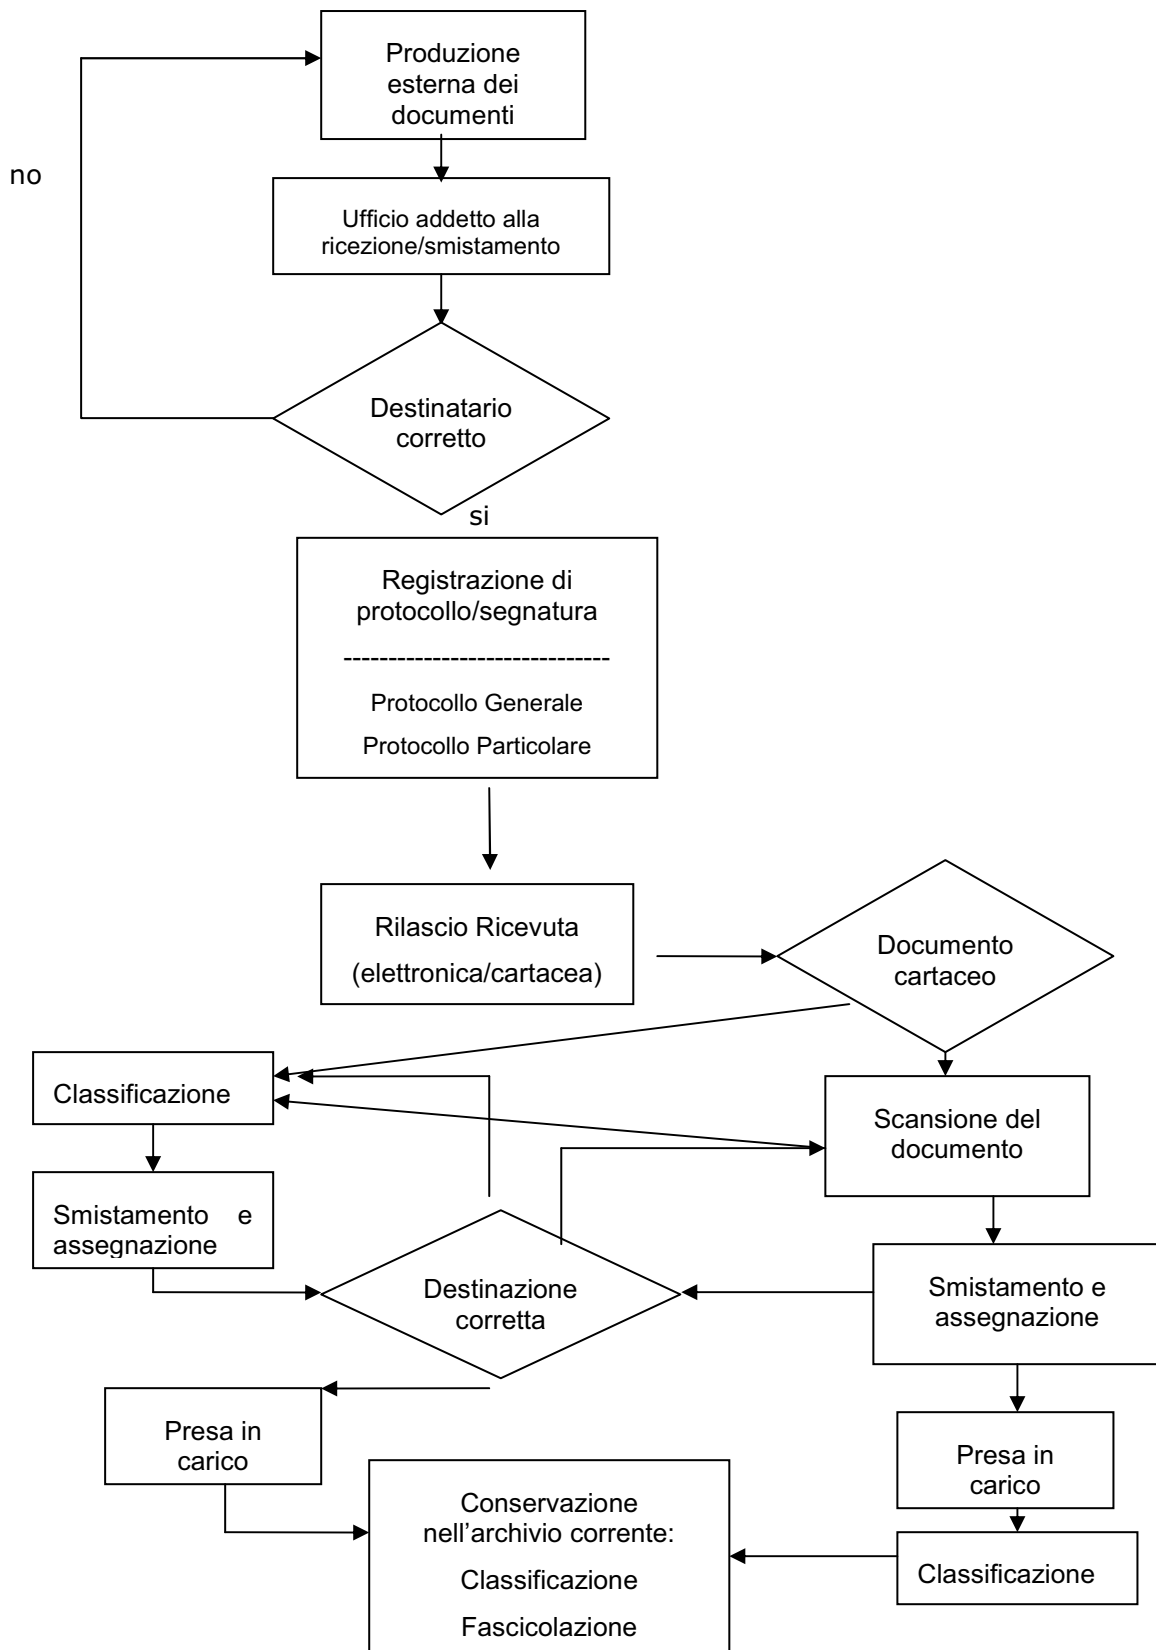 Produzione
esterna dei
documenti
no
Ufficio addetto alla
ricezione/smistamento
Destinatario
corretto
si
Registrazione di
protocollo/segnatura
------------------------------
Protocollo Generale
Protocollo Particolare
Rilascio Ricevuta
(elettronica/cartacea)
Documento
cartaceo
Classificazione
Scansione del
documento
Smistamento e
assegnazione
Destinazione
corretta
Smistamento e
assegnazione
Presa in
carico
Presa in
carico
Conservazione
nell’archivio corrente:
Classificazione
Fascicolazione
Classificazione